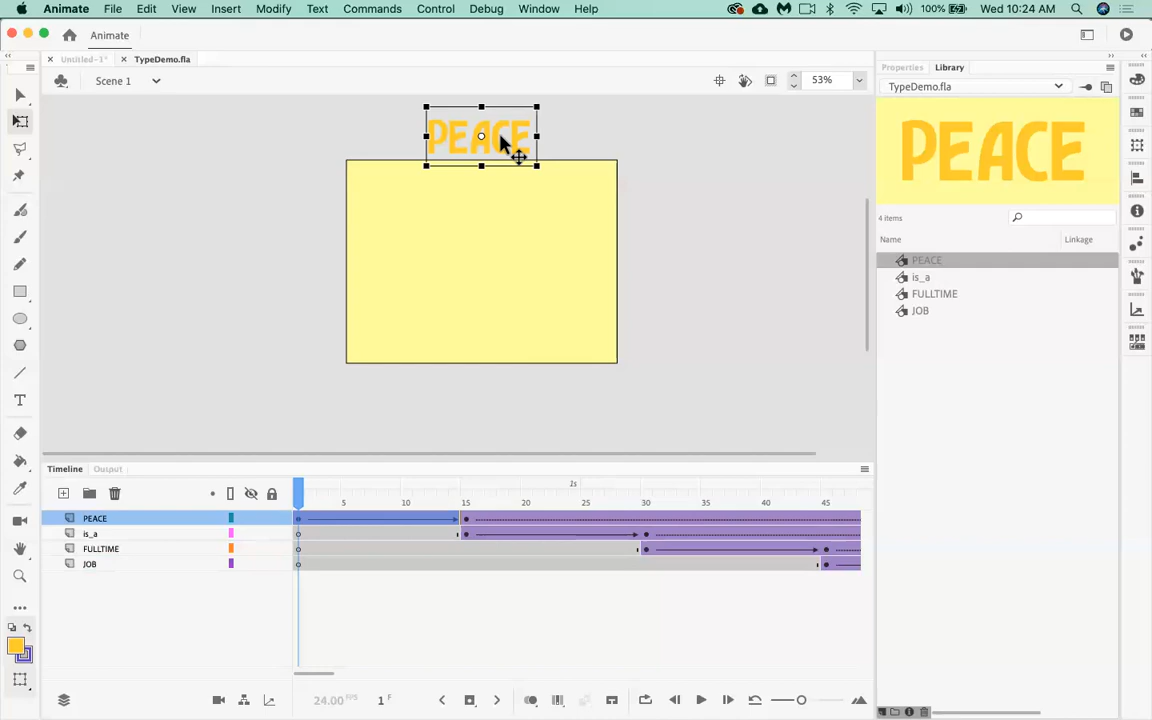 Animate File Edit View Insert Modify Text Commands Control Debug Window Help 100% Wed 10:24 AM
Animate
Untitled-1* TypeDemo.fla
Properties Library
Scene 1 53%
TypeDemo.fla
PEACE
PEACE
4 items
Name Linkage
PEACE
is_a
FULLTIME
JOB
Timeline Output
1s
5 10 15 20 25 30 35 40 45
PEACE
is_a
FULLTIME
JOB
24.00 FPS 1 F